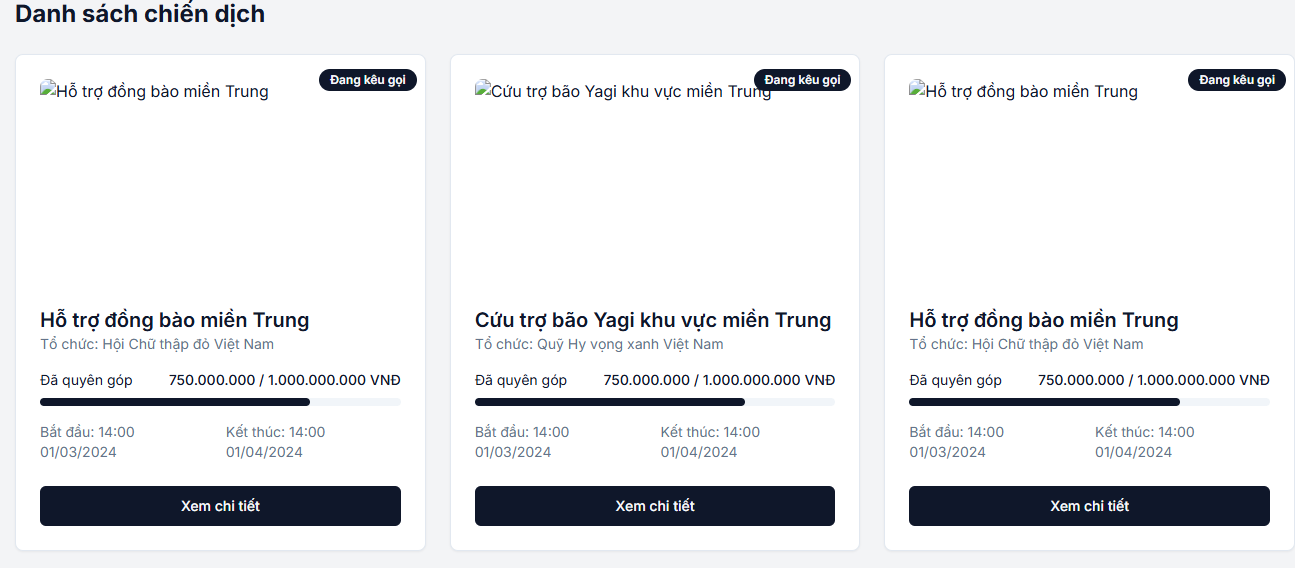 Danh sách chiến dịch
Hỗ trợ đồng bào miền Trung
Đang kêu gọi
Hỗ trợ đồng bào miền Trung
Tổ chức: Hội Chữ thập đỏ Việt Nam
Đã quyên góp 750.000.000 / 1.000.000.000 VNĐ
Bắt đầu: 14:00 Kết thúc: 14:00
01/03/2024 01/04/2024
Xem chi tiết
Cứu trợ bão Yagi khu vực miền Trung
Đang kêu gọi
Cứu trợ bão Yagi khu vực miền Trung
Tổ chức: Quỹ Hy vọng xanh Việt Nam
Đã quyên góp 750.000.000 / 1.000.000.000 VNĐ
Bắt đầu: 14:00 Kết thúc: 14:00
01/03/2024 01/04/2024
Xem chi tiết
Hỗ trợ đồng bào miền Trung
Đang kêu gọi
Hỗ trợ đồng bào miền Trung
Tổ chức: Hội Chữ thập đỏ Việt Nam
Đã quyên góp 750.000.000 / 1.000.000.000 VNĐ
Bắt đầu: 14:00 Kết thúc: 14:00
01/03/2024 01/04/2024
Xem chi tiết